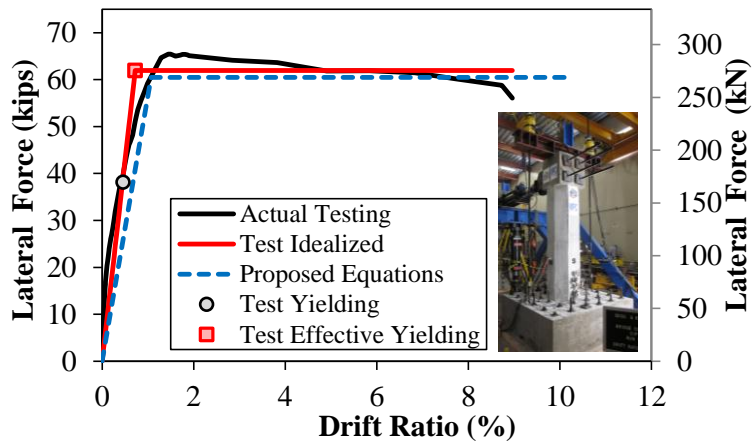 70
60
50
40
30
20
10
0
Lateral Force (kips)
300
250
200
150
100
50
0
Lateral Force (kN)
Actual Testing
Test Idealized
Proposed Equations
Test Yielding
Test Effective Yielding
0 2 4 6 8 10 12
Drift Ratio (%)